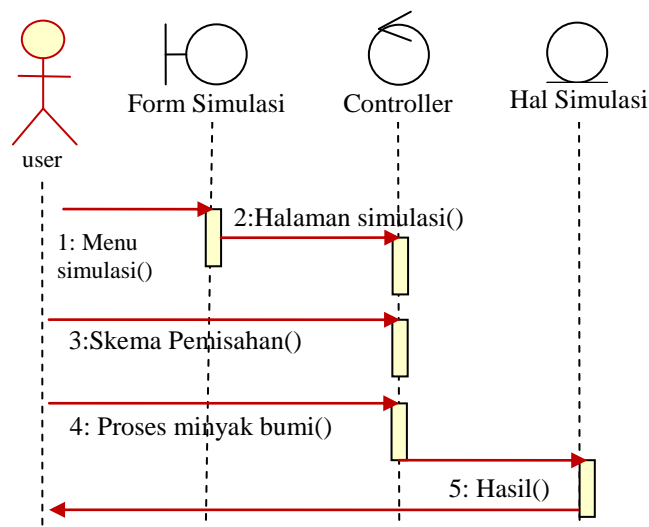 Form Simulasi
Controller
Hal Simulasi
user
2:Halaman simulasi()
1: Menu
simulasi()
3:Skema Pemisahan()
4: Proses minyak bumi()
5: Hasil()